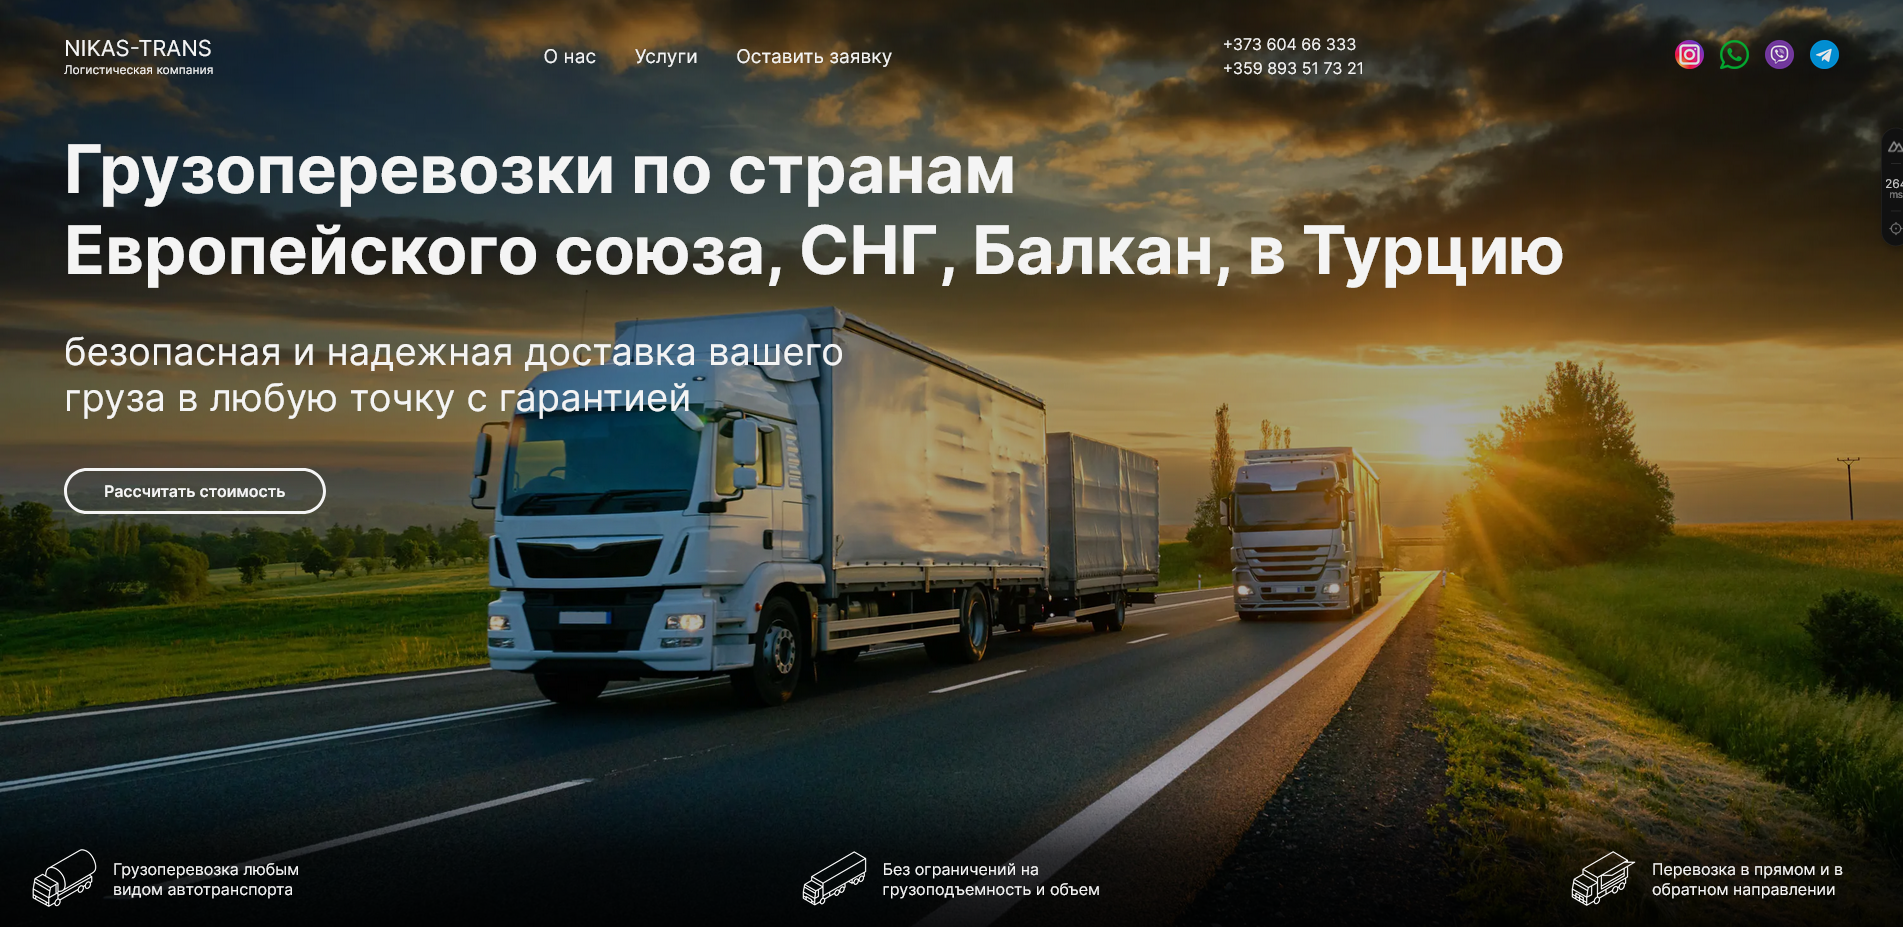 NIKAS-TRANS
Логистическая компания
О нас Услуги Оставить заявку
+373 604 66 333
+359 893 51 73 21
Грузоперевозки по странам
Европейского союза, СНГ, Балкан, в Турцию
безопасная и надежная доставка вашего
груза в любую точку с гарантией
Рассчитать стоимость
Грузоперевозка любым
видом автотранспорта
Без ограничений на
грузоподъемность и объем
Перевозка в прямом и в
обратном направлении
264
ms